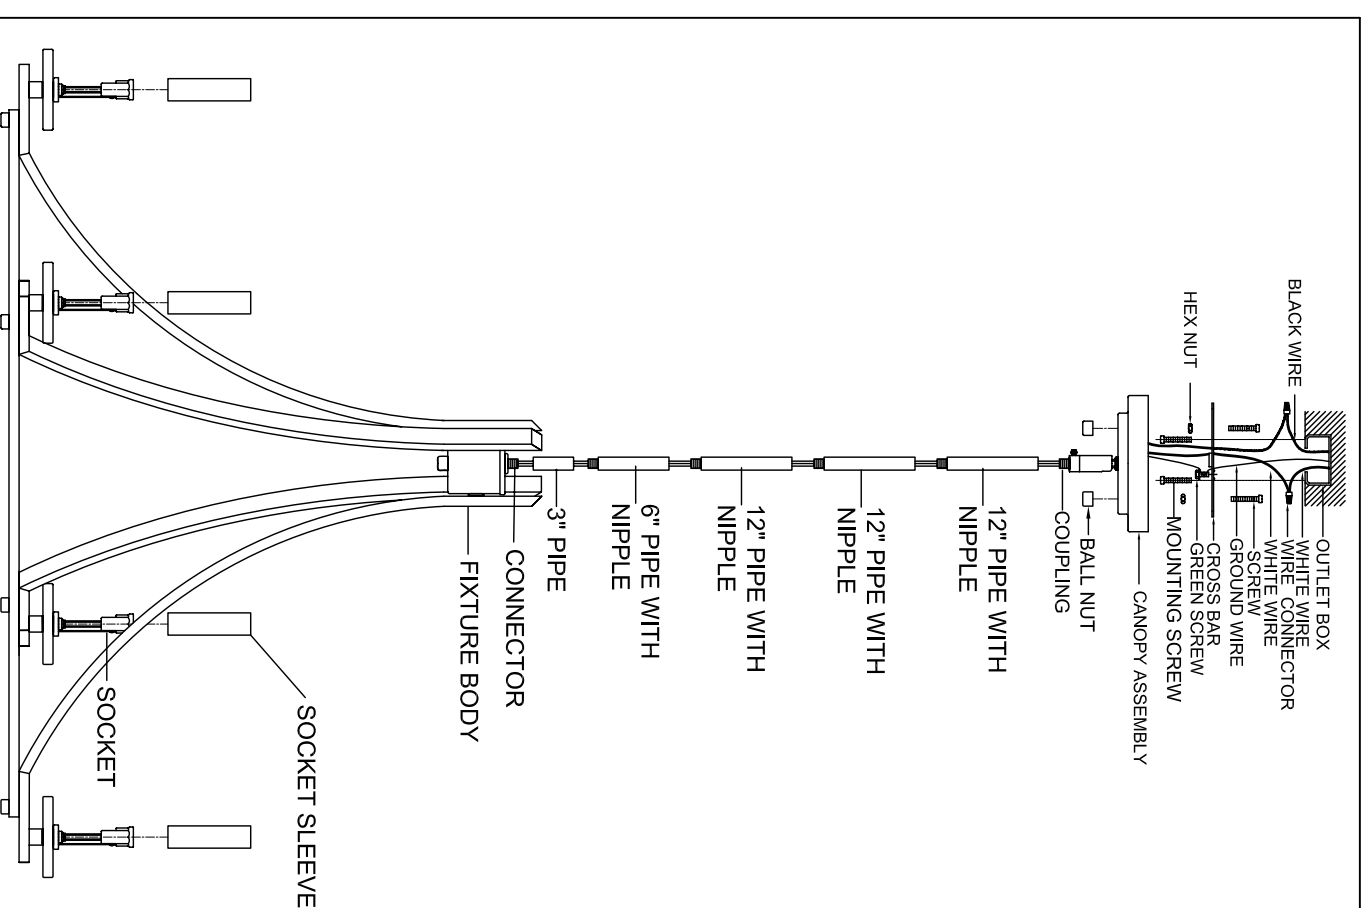 OUTLET BOX
WHITE WIRE
WIRE CONNECTOR
WHITE WIRE
SCREW
GROUND WIRE
CROSS BAR
GREEN SCREW
MOUNTING SCREW
BLACK WIRE
HEX NUT
CANOPY ASSEMBLY
BALL NUT
COUPLING
12" PIPE WITH
NIPPLE
12" PIPE WITH
NIPPLE
12" PIPE WITH
NIPPLE
6" PIPE WITH
NIPPLE
3" PIPE
CONNECTOR
FIXTURE BODY
SOCKET SLEEVE
SOCKET